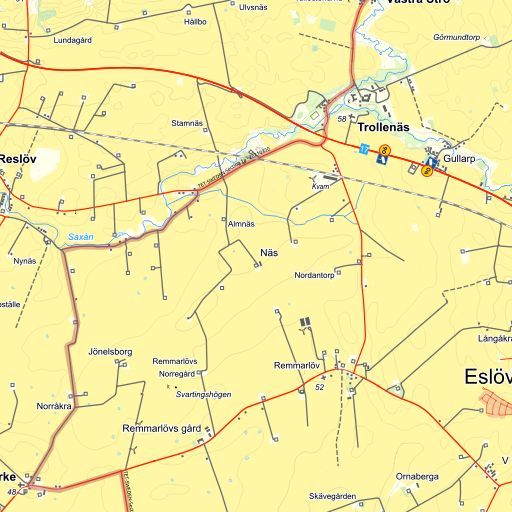 Västra Strö
Ulvsnäs
Hällbo
Lundagård
Görmundtorp
58
Trollenäs
Stamnäs
Gullarp
Reslöv
Kvarn
Almnäs
Saxån
Näs
Nynäs
Nordantorp
Långåkra
Jönelsborg
Remmarlövs
Norregård
Remmarlöv
Eslöv
52
Svartingshögen
Norråkra
Remmarlövs gård
V
rke
48
Ornaberga
Skävegården